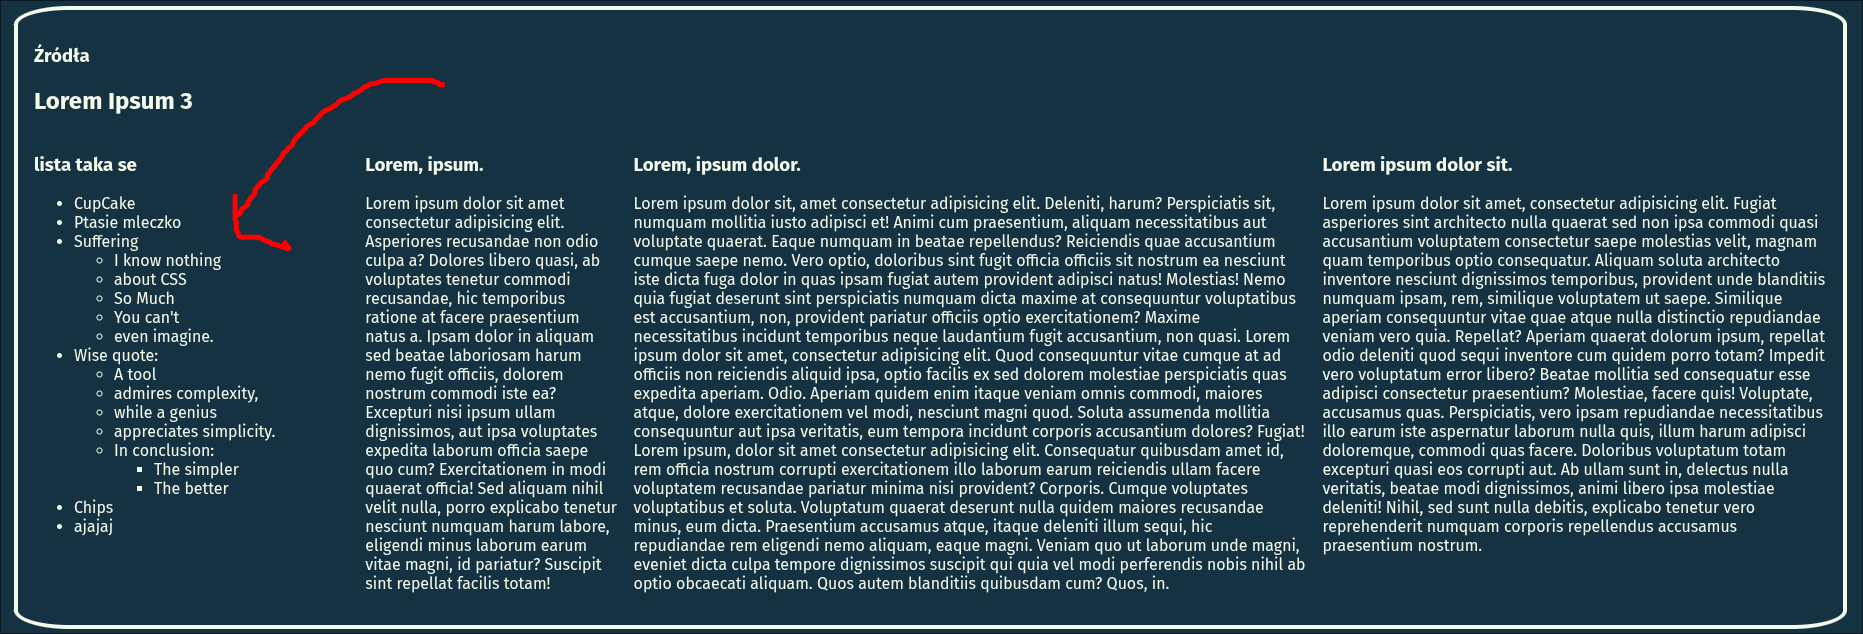 Źródła
Lorem Ipsum 3
lista taka se
CupCake
Ptasie mleczko
Suffering
I know nothing
about CSS
So Much
You can't
even imagine.
Wise quote:
A tool
admires complexity,
while a genius
appreciates simplicity.
In conclusion:
The simpler
The better
Chips
ajajaj
Lorem, ipsum.
Lorem ipsum dolor sit amet
consectetur adipisicing elit.
Asperiores recusandae non odio
culpa a? Dolores libero quasi, ab
voluptates tenetur commodi
recusandae, hic temporibus
ratione at facere praesentium
natus a. Ipsam dolor in aliquam
sed beatae laboriosam harum
nemo fugit officiis, dolorem
nostrum commodi iste ea?
Excepturi nisi ipsum ullam
dignissimos, aut ipsa voluptates
expedita laborum officia saepe
quo cum? Exercitationem in modi
quaerat officia! Sed aliquam nihil
velit nulla, porro explicabo tenetur
nesciunt numquam harum labore,
eligendi minus laborum earum
vitae magni, id pariatur? Suscipit
sint repellat facilis totam!
Lorem, ipsum dolor.
Lorem ipsum dolor sit, amet consectetur adipisicing elit. Deleniti, harum? Perspiciatis sit,
numquam mollitia iusto adipisci et! Animi cum praesentium, aliquam necessitatibus aut
voluptate quaerat. Eaque numquam in beatae repellendus? Reiciendis quae accusantium
cumque saepe nemo. Vero optio, doloribus sint fugit officia officiis sit nostrum ea nesciunt
iste dicta fuga dolor in quas ipsam fugiat autem provident adipisci natus! Molestias! Nemo
quia fugiat deserunt sint perspiciatis numquam dicta maxime at consequuntur voluptatibus
est accusantium, non, provident pariatur officiis optio exercitationem? Maxime
necessitatibus incidunt temporibus neque laudantium fugit accusantium, non quasi. Lorem
ipsum dolor sit amet, consectetur adipisicing elit. Quod consequuntur vitae cumque at ad
officiis non reiciendis aliquid ipsa, optio facilis ex sed dolorem molestiae perspiciatis quas
expedita aperiam. Odio. Aperiam quidem enim itaque veniam omnis commodi, maiores
atque, dolore exercitationem vel modi, nesciunt magni quod. Soluta assumenda mollitia
consequuntur aut ipsa veritatis, eum tempora incidunt corporis accusantium dolores? Fugiat!
Lorem ipsum, dolor sit amet consectetur adipisicing elit. Consequatur quibusdam amet id,
rem officia nostrum corrupti exercitationem illo laborum earum reiciendis ullam facere
voluptatem recusandae pariatur minima nisi provident? Corporis. Cumque voluptates
voluptatibus et soluta. Voluptatum quaerat deserunt nulla quidem maiores recusandae
minus, eum dicta. Praesentium accusamus atque, itaque deleniti illum sequi, hic
repudiandae rem eligendi nemo aliquam, eaque magni. Veniam quo ut laborum unde magni,
eveniet dicta culpa tempore dignissimos suscipit qui quia vel modi perferendis nobis nihil ab
optio obcaecati aliquam. Quos autem blanditiis quibusdam cum? Quos, in.
Lorem ipsum dolor sit.
Lorem ipsum dolor sit amet, consectetur adipisicing elit. Fugiat
asperiores sint architecto nulla quaerat sed non ipsa commodi quasi
accusantium voluptatem consectetur saepe molestias velit, magnam
quam temporibus optio consequatur. Aliquam soluta architecto
inventore nesciunt dignissimos temporibus, provident unde blanditiis
numquam ipsam, rem, similique voluptatem ut saepe. Similique
aperiam consequuntur vitae quae atque nulla distinctio repudiandae
veniam vero quia. Repellat? Aperiam quaerat dolorum ipsum, repellat
odio deleniti quod sequi inventore cum quidem porro totam? Impedit
vero voluptatum error libero? Beatae mollitia sed consequatur esse
adipisci consectetur praesentium? Molestiae, facere quis! Voluptate,
accusamus quas. Perspiciatis, vero ipsam repudiandae necessitatibus
illo earum iste aspernatur laborum nulla quis, illum harum adipisci
doloremque, commodi quas facere. Doloribus voluptatum totam
excepturi quasi eos corrupti aut. Ab ullam sunt in, delectus nulla
veritatis, beatae modi dignissimos, animi libero ipsa molestiae
deleniti! Nihil, sed sunt nulla debitis, explicabo tenetur vero
reprehenderit numquam corporis repellendus accusamus
praesentium nostrum.